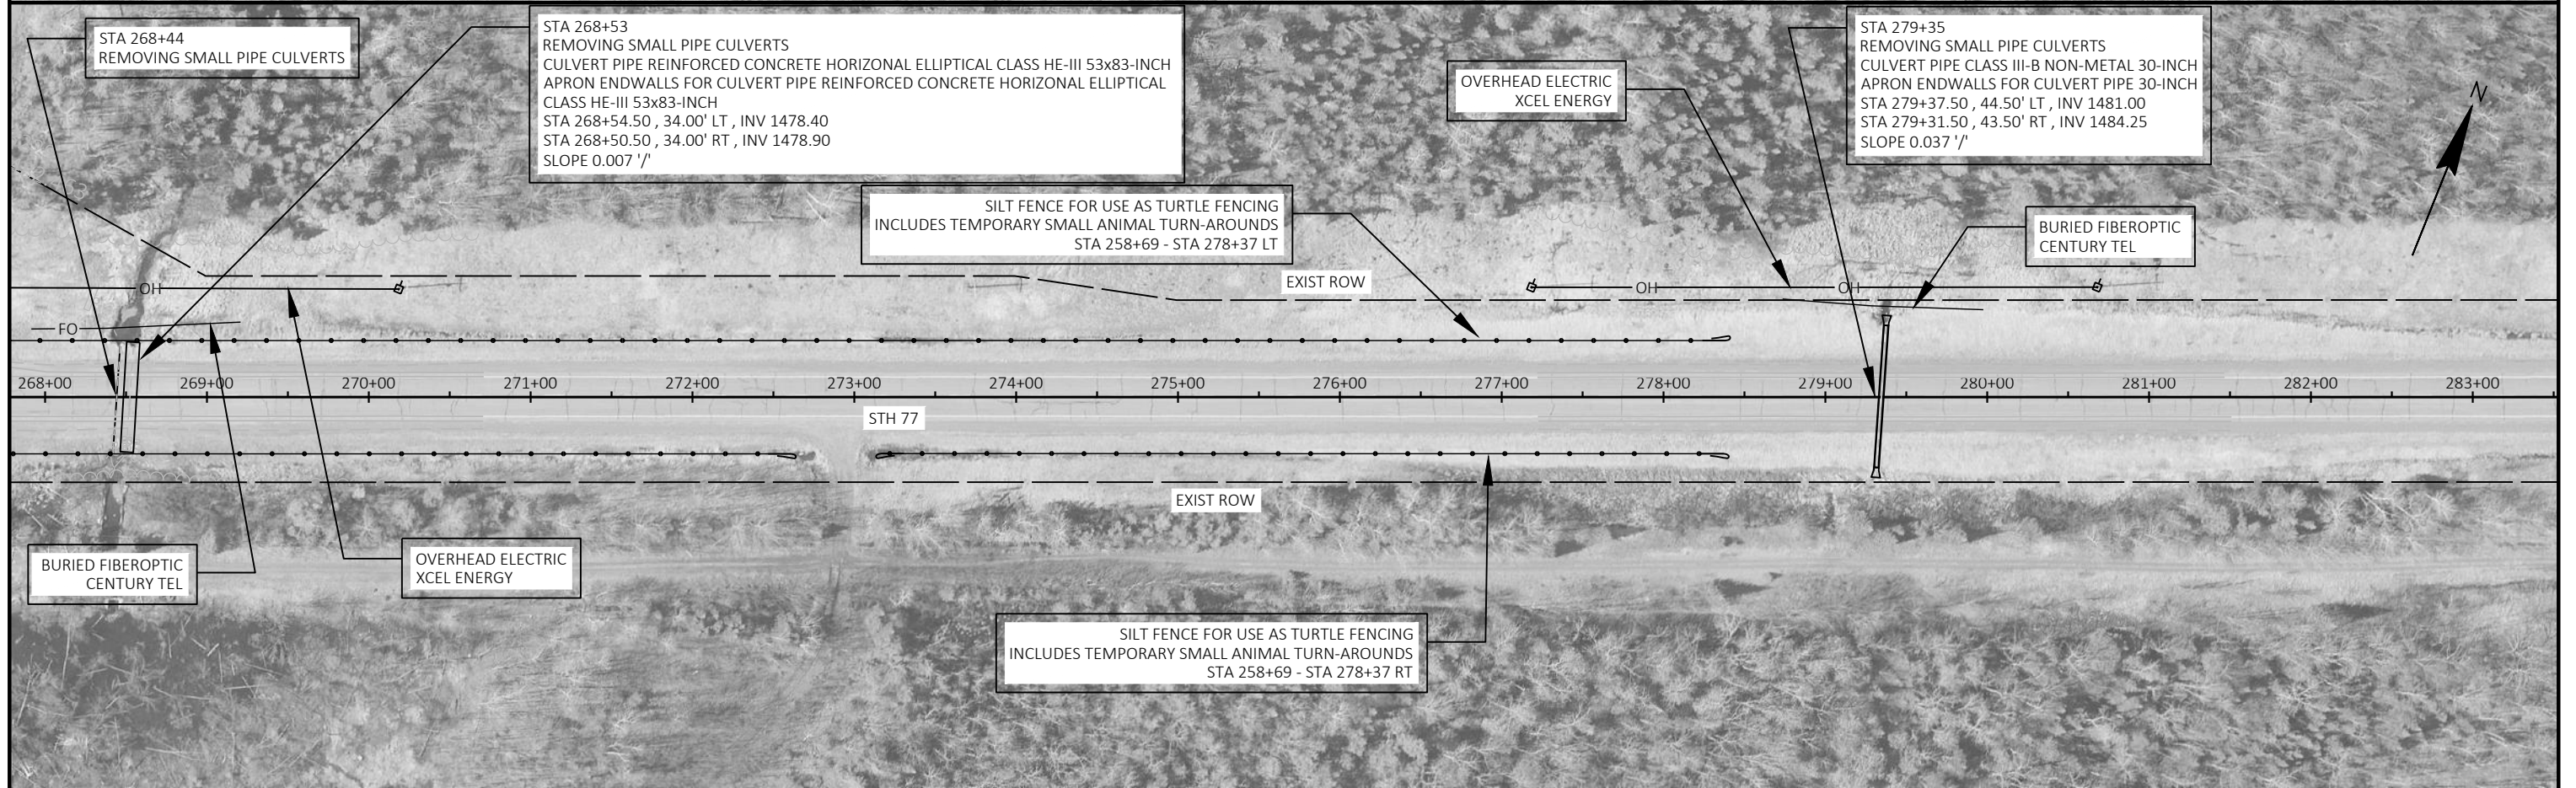 STA 268+44
REMOVING SMALL PIPE CULVERTS
STA 268+53
REMOVING SMALL PIPE CULVERTS
CULVERT PIPE REINFORCED CONCRETE HORIZONAL ELLIPTICAL CLASS HE-III 53x83-INCH
APRON ENDWALLS FOR CULVERT PIPE REINFORCED CONCRETE HORIZONAL ELLIPTICAL
CLASS HE-III 53x83-INCH
STA 268+54.50 , 34.00' LT , INV 1478.40
STA 268+50.50 , 34.00' RT , INV 1478.90
SLOPE 0.007 '/'
OVERHEAD ELECTRIC
XCEL ENERGY
STA 279+35
REMOVING SMALL PIPE CULVERTS
CULVERT PIPE CLASS III-B NON-METAL 30-INCH
APRON ENDWALLS FOR CULVERT PIPE 30-INCH
STA 279+37.50 , 44.50' LT , INV 1481.00
STA 279+31.50 , 43.50' RT , INV 1484.25
SLOPE 0.037 '/'
N
SILT FENCE FOR USE AS TURTLE FENCING
INCLUDES TEMPORARY SMALL ANIMAL TURN-AROUNDS
STA 258+69 - STA 278+37 LT
BURIED FIBEROPTIC
CENTURY TEL
EXIST ROW
OH
OH
OH
FO
268+00
269+00
270+00
271+00
272+00
273+00
274+00
275+00
276+00
277+00
278+00
279+00
280+00
281+00
282+00
283+00
STH 77
EXIST ROW
BURIED FIBEROPTIC
CENTURY TEL
OVERHEAD ELECTRIC
XCEL ENERGY
SILT FENCE FOR USE AS TURTLE FENCING
INCLUDES TEMPORARY SMALL ANIMAL TURN-AROUNDS
STA 258+69 - STA 278+37 RT